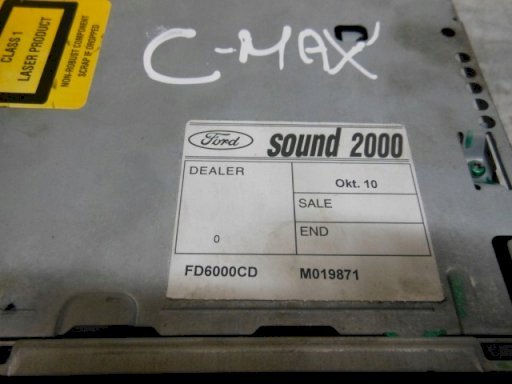 CLASS 1
LASER PRODUCT
NON-ROBUST COMPONENT
SCRAP IF DROPPED
C-MAX
Ford sound 2000
DEALER
Okt. 10
SALE
0
END
FD6000CD M019871